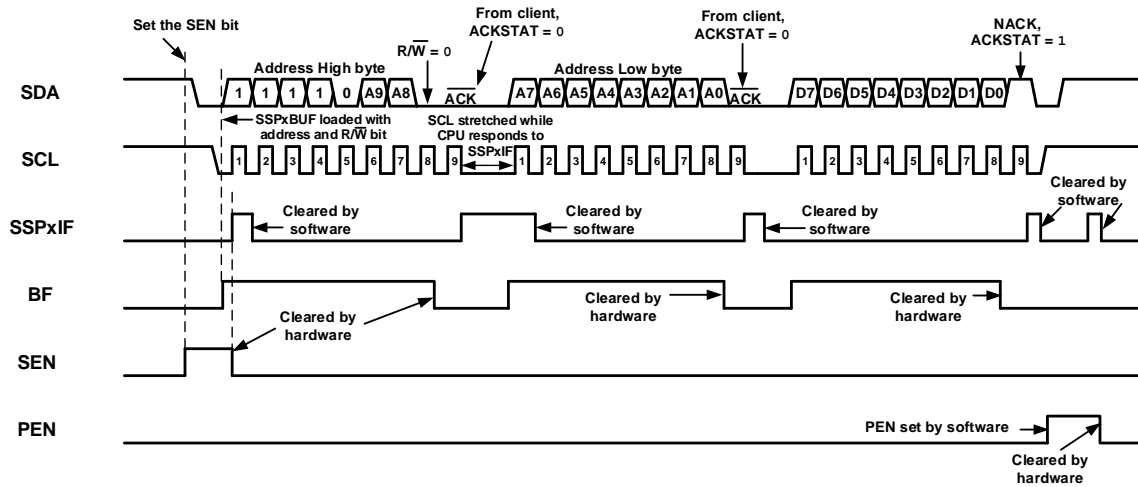 Set the SEN bit
From client,
ACKSTAT = 0
R/W = 0
From client,
ACKSTAT = 0
NACK,
ACKSTAT = 1
Address High byte
Address Low byte
SDA
1 1 1 1 0 A9 A8
ACK
A7 A6 A5 A4 A3 A2 A1 A0
ACK
D7 D6 D5 D4 D3 D2 D1 D0
SSPxBUF loaded with
address and R/W bit
SCL stretched while
CPU responds to
SSPxIF
SCL
1 2 3 4 5 6 7 8 9
1 2 3 4 5 6 7 8 9
1 2 3 4 5 6 7 8 9
SSPxIF
Cleared by
software
Cleared by
software
Cleared by
software
Cleared by
software
BF
Cleared by
hardware
Cleared by
hardware
Cleared by
hardware
SEN
PEN
PEN set by software
Cleared by
hardware